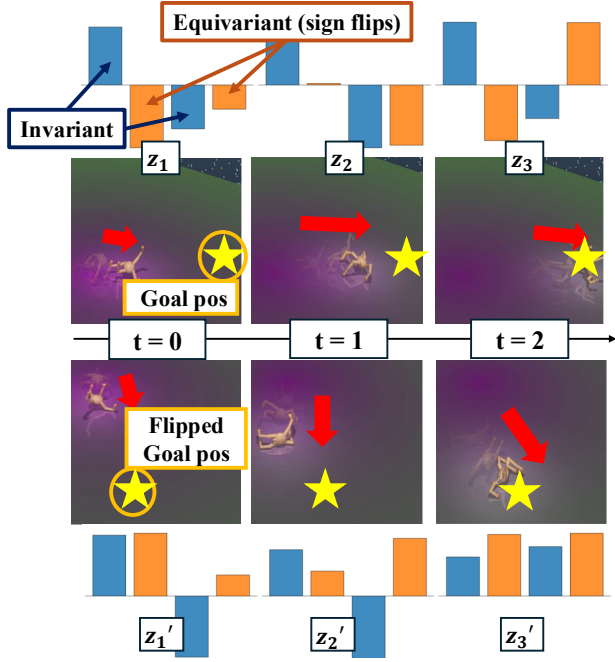 Equivariant (sign flips)
Invariant
z₁
z₂
z₃
Goal pos
t = 0
t = 1
t = 2
Flipped
Goal pos
z₁′
z₂′
z₃′